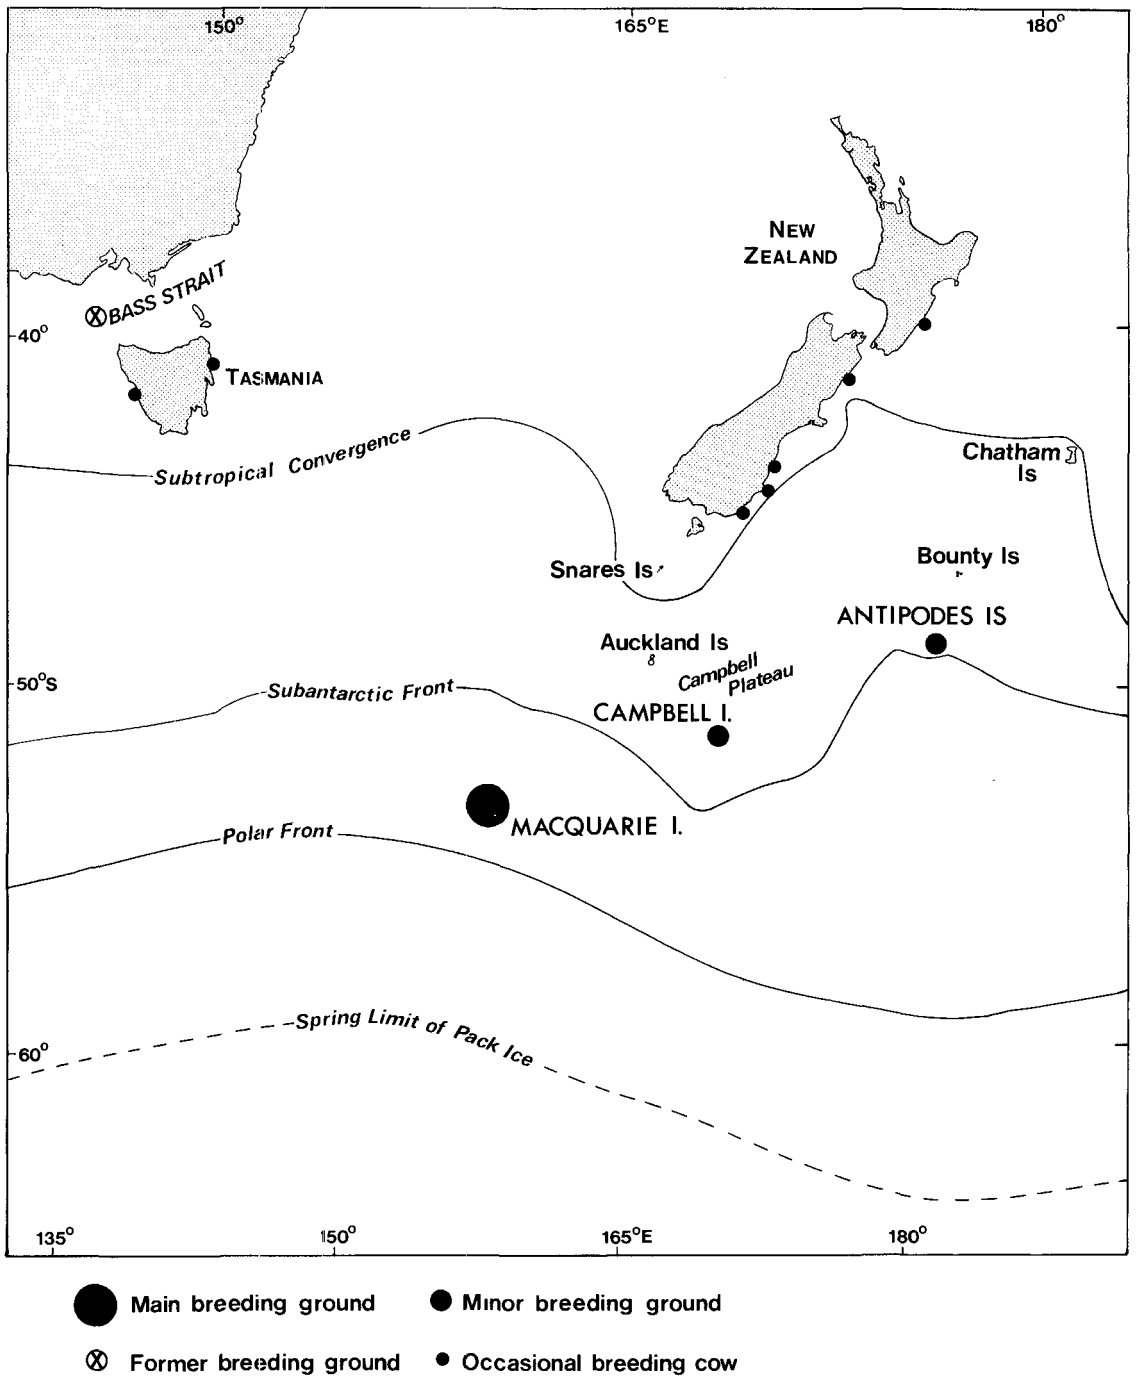 150°
165°E
180°
NEW
ZEALAND
BASS STRAIT
40°
TASMANIA
Subtropical Convergence
Chatham
Is
Snares Is
Bounty Is
ANTIPODES IS
Auckland Is
Campbell
Plateau
50°S
Subantarctic Front
CAMPBELL I.
MACQUARIE I.
Polar Front
Spring Limit of Pack Ice
60°
135°
150°
165°E
180°
Main breeding ground
Minor breeding ground
Former breeding ground
Occasional breeding cow